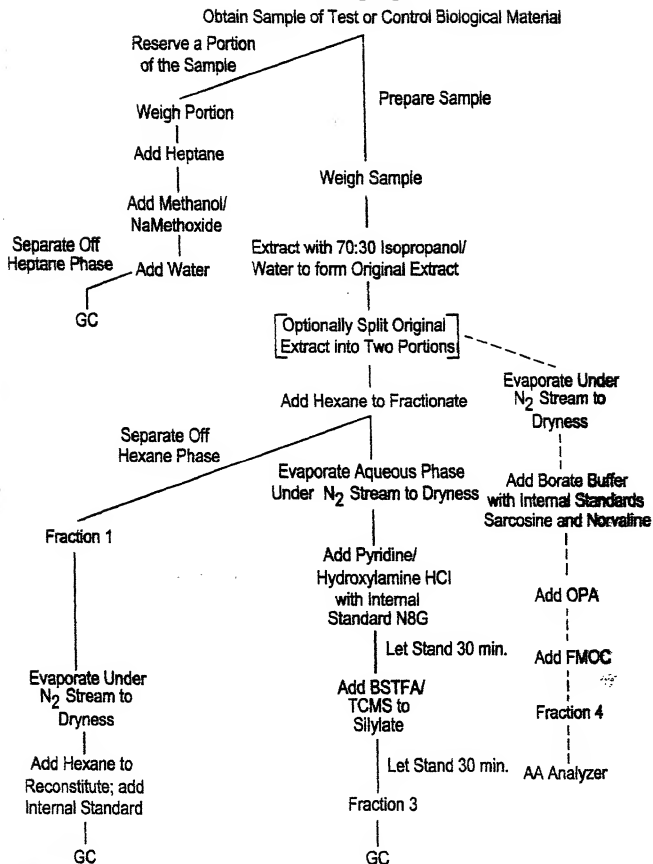 Obtain Sample of Test or Control Biological Material
Reserve a Portion
of the Sample
Prepare Sample
Weigh Portion
Add Heptane
Weigh Sample
Add Methanol/
NaMethoxide
Separate Off
Heptane Phase
Add Water
GC
Extract with 70:30 Isopropanol/
Water to form Original Extract
[Optionally Split Original
Extract into Two Portions]
Evaporate Under
N2 Stream to
Dryness
Add Hexane to Fractionate
Separate Off
Hexane Phase
Evaporate Aqueous Phase
Under N2 Stream to Dryness
Add Borate Buffer
with Internal Standards
Sarcosine and Norvaline
Fraction 1
Add Pyridine/
Hydroxylamine HCl
with Internal
Standard N8G
Add OPA
Let Stand 30 min.
Add FMOC
Evaporate Under
N2 Stream to
Dryness
Add BSTFA/
TCMS to
Silylate
Fraction 4
Add Hexane to
Reconstitute; add
Internal Standard
Let Stand 30 min.
AA Analyzer
Fraction 3
GC
GC